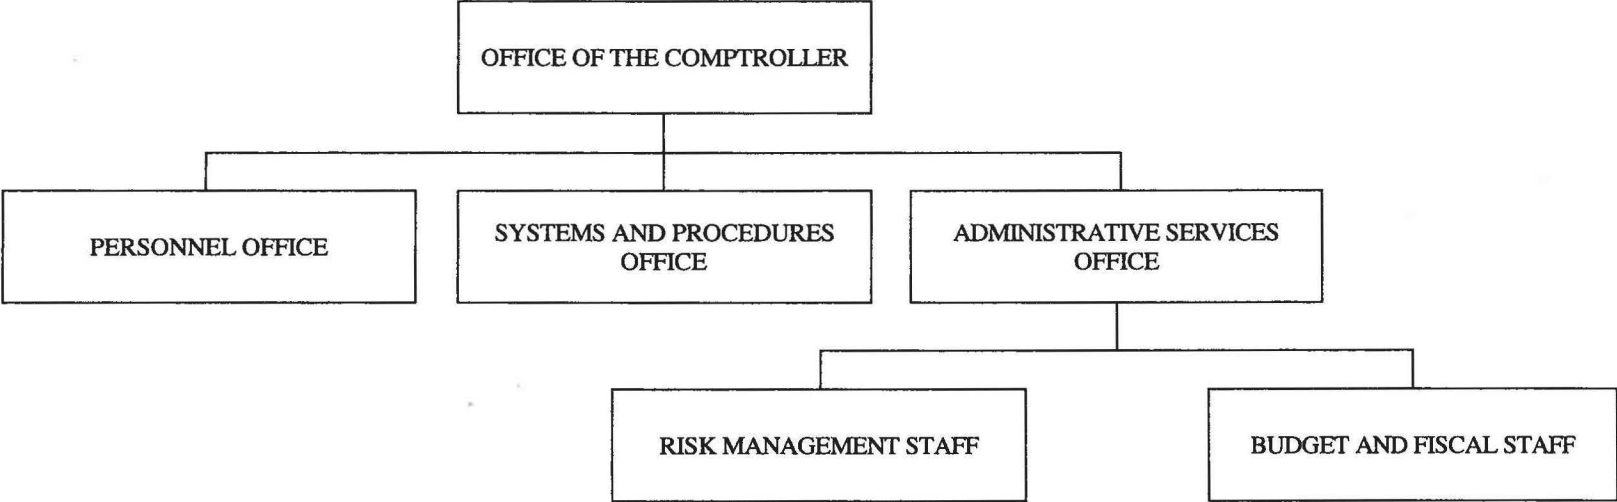 OFFICE OF THE COMPTROLLER
PERSONNEL OFFICE
SYSTEMS AND PROCEDURES
OFFICE
ADMINISTRATIVE SERVICES
OFFICE
RISK MANAGEMENT STAFF
BUDGET AND FISCAL STAFF